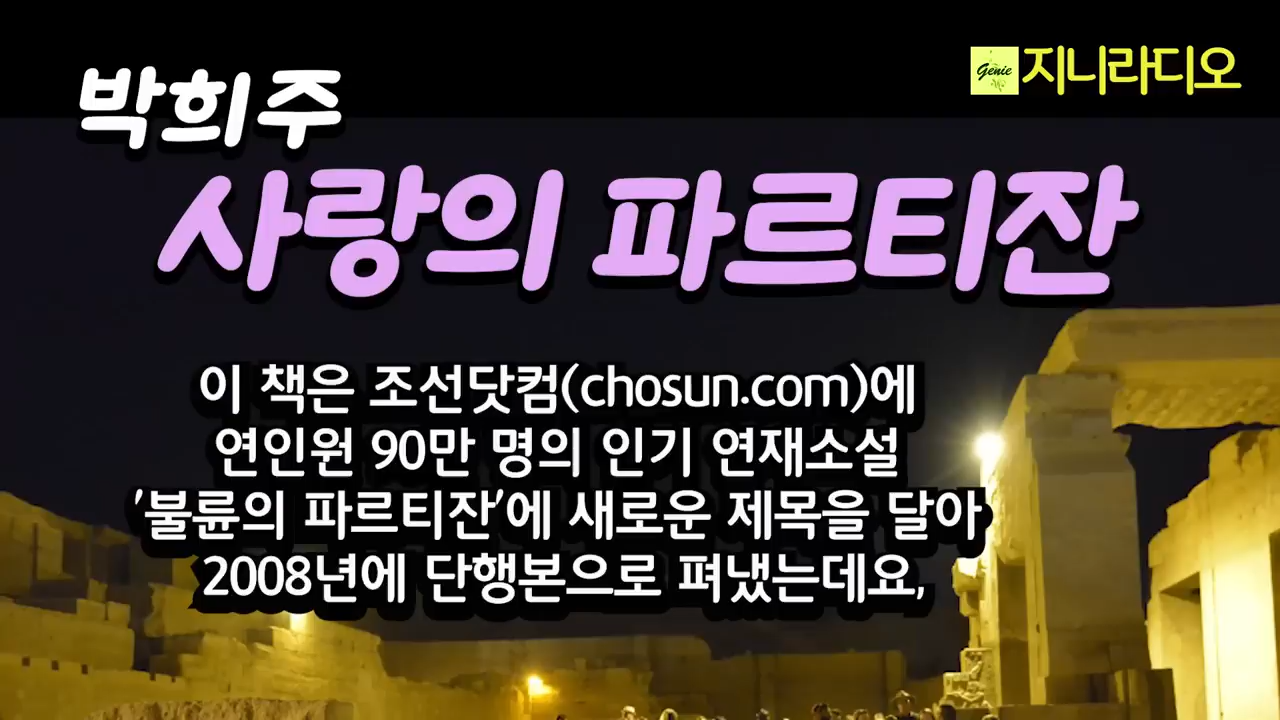 Genie 지니라디오
박희주
사랑의 파르티잔
이 책은 조선닷컴(chosun.com)에
연인원 90만 명의 인기 연재소설
'불륜의 파르티잔'에 새로운 제목을 달아
2008년에 단행본으로 펴냈는데요,